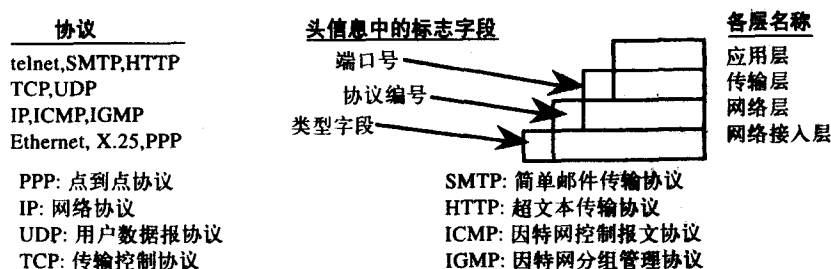 协议
telnet,SMTP,HTTP
TCP,UDP
IP,ICMP,IGMP
Ethernet, X.25,PPP
头信息中的标志字段
端口号
协议编号
类型字段
各层名称
应用层
传输层
网络层
网络接入层
PPP: 点到点协议
IP: 网络协议
UDP: 用户数据报协议
TCP: 传输控制协议
SMTP: 简单邮件传输协议
HTTP: 超文本传输协议
ICMP: 因特网控制报文协议
IGMP: 因特网分组管理协议